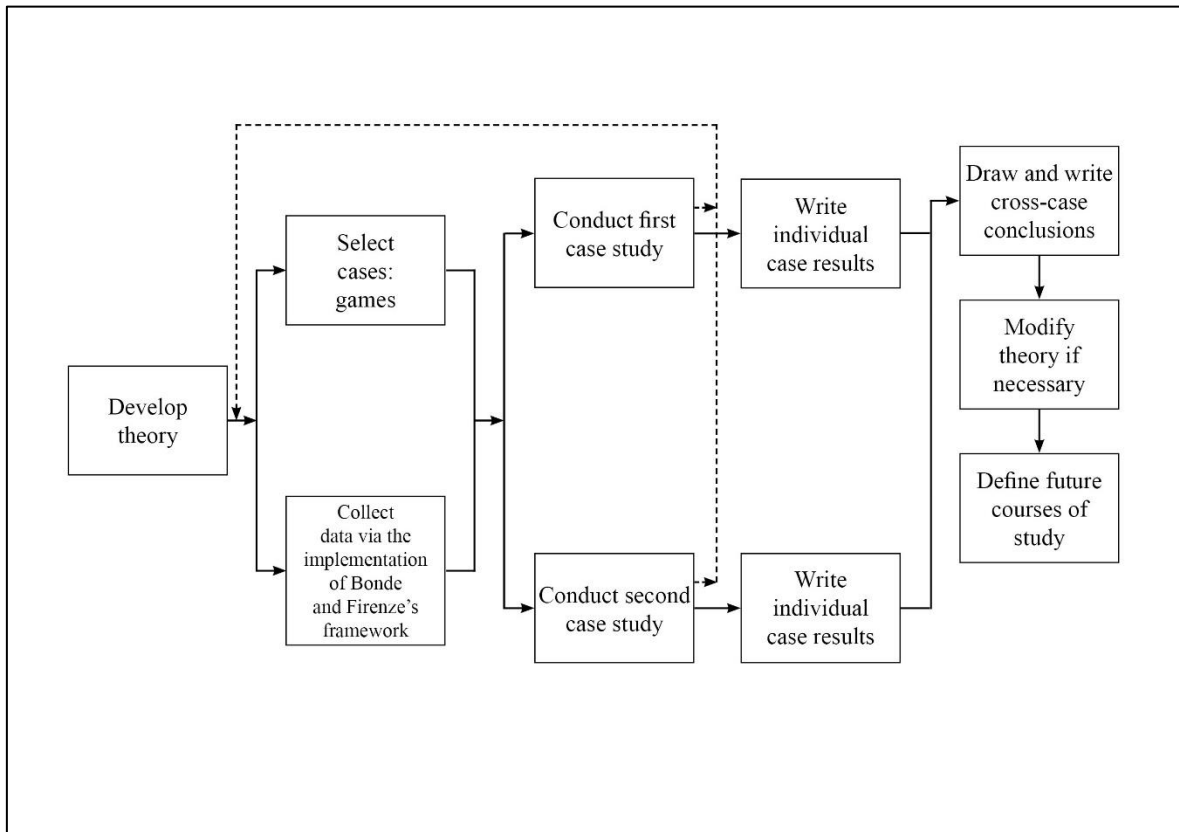 Develop
theory
Select
cases:
games
Collect
data via the
implementation
of Bonde
and Firenze's
framework
Conduct first
case study
Conduct second
case study
Write
individual
case results
Write
individual
case results
Draw and write
cross-case
conclusions
Modify
theory if
necessary
Define future
courses of
study